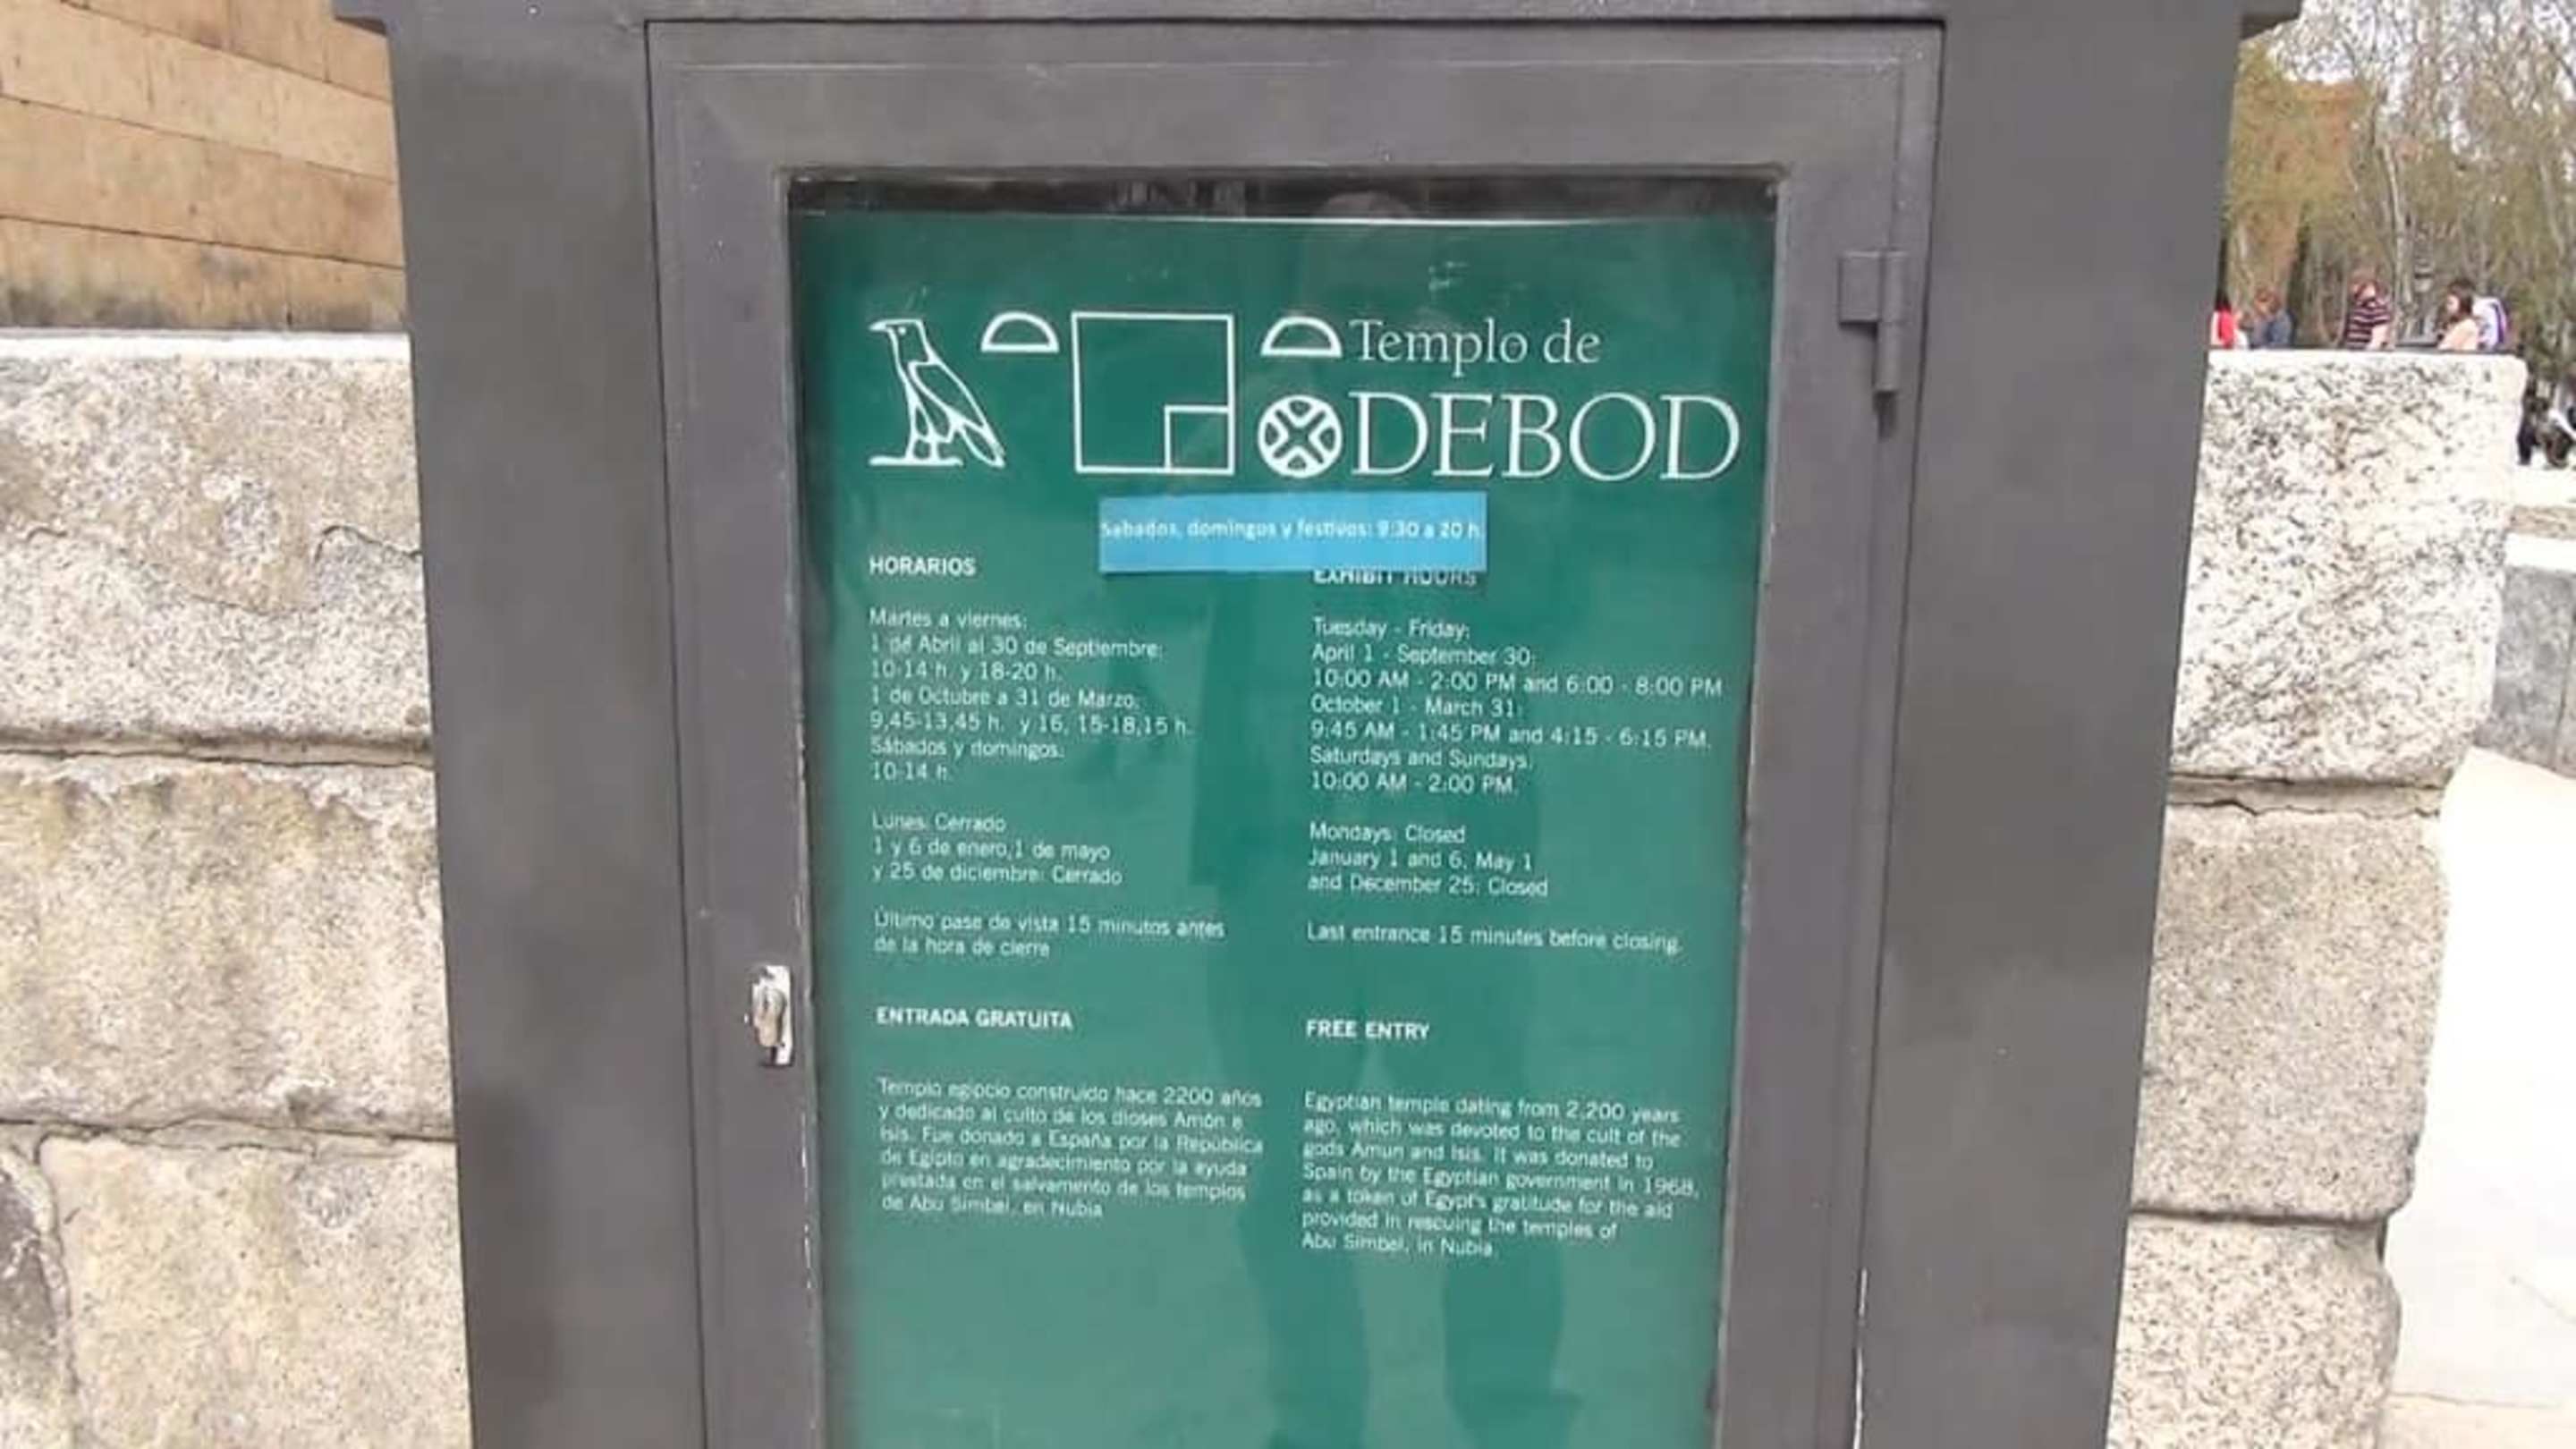 Templo de
DEBOD
Sabados, domingos y festivos: 9:30 a 20 h.
HORARIOS
Martes a viernes:
1 de Abril al 30 de Septiembre:
10-14 h. y 18-20 h.
1 de Octubre a 31 de Marzo:
9,45-13,45 h. y 16, 15-18,15 h.
Sábados y domingos:
10-14 h.
Lunes: Cerrado
1 y 6 de enero,1 de mayo
y 25 de diciembre: Cerrado
Último pase de vista 15 minutos antes
de la hora de cierre
ENTRADA GRATUITA
Templo egipcio construido hace 2200 años
y dedicado al culto de los dioses Amón e
Isis. Fue donado a España por la República
de Egipto en agradecimiento por la ayuda
prestada en el salvamento de los templos
de Abu Simbel, en Nubia
EXHIBIT HOURS
Tuesday - Friday:
April 1 - September 30:
10:00 AM - 2:00 PM and 6:00 - 8:00 PM
October 1 - March 31:
9:45 AM - 1:45 PM and 4:15 - 6:15 PM.
Saturdays and Sundays:
10:00 AM - 2:00 PM.
Mondays: Closed
January 1 and 6, May 1
and December 25: Closed
Last entrance 15 minutes before closing.
FREE ENTRY
Egyptian temple dating from 2,200 years
ago, which was devoted to the cult of the
gods Amun and Isis. It was donated to
Spain by the Egyptian government in 1968,
as a token of Egypt's gratitude for the aid
provided in rescuing the temples of
Abu Simbel, in Nubia